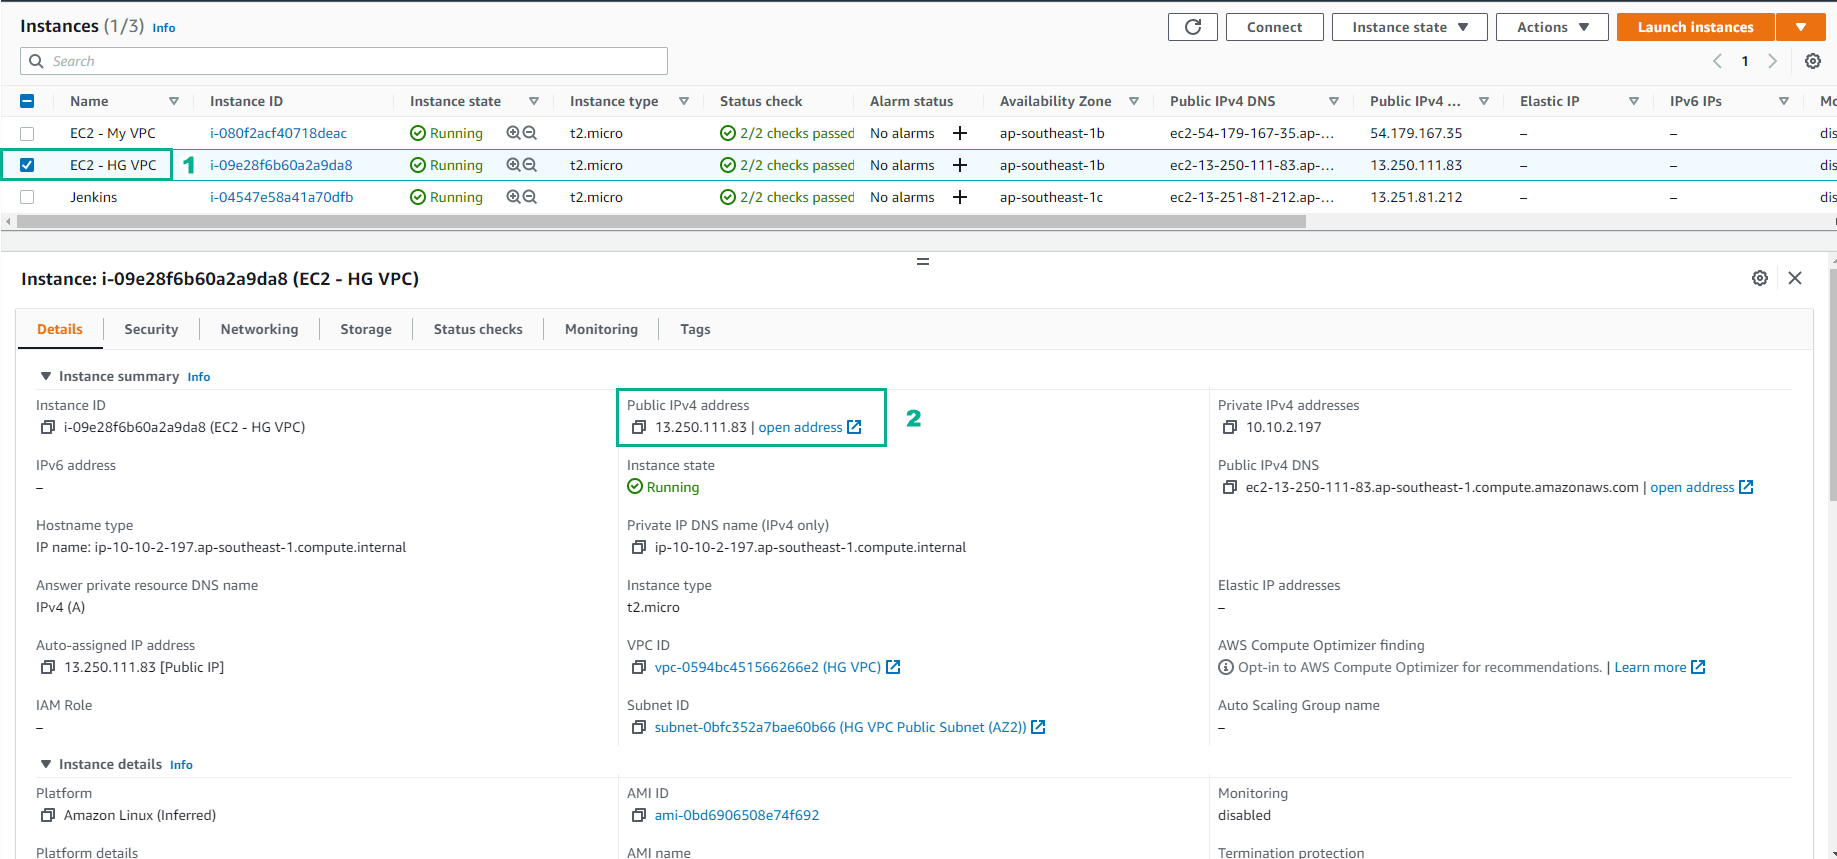 Instances (1/3) Info
Connect Instance state Actions Launch instances
Search
1
Name Instance ID Instance state Instance type Status check Alarm status Availability Zone Public IPv4 DNS Public IPv4 ... Elastic IP IPv6 IPs
EC2 - My VPC i-080f2acf40718deac Running t2.micro 2/2 checks passed No alarms + ap-southeast-1b ec2-54-179-167-35.ap-... 54.179.167.35 – – dis
EC2 - HG VPC 1 i-09e28f6b60a2a9da8 Running t2.micro 2/2 checks passed No alarms + ap-southeast-1b ec2-13-250-111-83.ap-... 13.250.111.83 – – dis
Jenkins i-04547e58a41a70dfb Running t2.micro 2/2 checks passed No alarms + ap-southeast-1c ec2-13-251-81-212.ap-... 13.251.81.212 – – dis
Instance: i-09e28f6b60a2a9da8 (EC2 - HG VPC)
Details Security Networking Storage Status checks Monitoring Tags
Instance summary Info
Instance ID Public IPv4 address Private IPv4 addresses
i-09e28f6b60a2a9da8 (EC2 - HG VPC) 13.250.111.83 | open address 2 10.10.2.197
IPv6 address Instance state Public IPv4 DNS
– Running ec2-13-250-111-83.ap-southeast-1.compute.amazonaws.com | open address
Hostname type Private IP DNS name (IPv4 only)
IP name: ip-10-10-2-197.ap-southeast-1.compute.internal ip-10-10-2-197.ap-southeast-1.compute.internal
Answer private resource DNS name Instance type Elastic IP addresses
IPv4 (A) t2.micro –
Auto-assigned IP address VPC ID AWS Compute Optimizer finding
13.250.111.83 [Public IP] vpc-0594bc451566266e2 (HG VPC) Opt-in to AWS Compute Optimizer for recommendations. | Learn more
IAM Role Subnet ID Auto Scaling Group name
– subnet-0bfc352a7bae60b66 (HG VPC Public Subnet (AZ2)) –
Instance details Info
Platform AMI ID Monitoring
Amazon Linux (Inferred) ami-0bd6906508e74f692 disabled
Platform details AMI name Termination protection